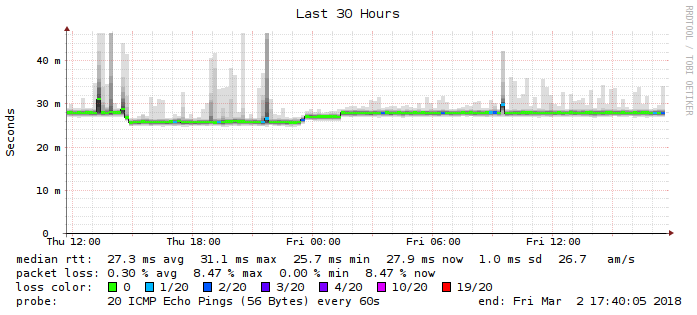 Last 30 Hours
RRDTOOL / TOBI OETIKER
Seconds
40 m
30 m
20 m
10 m
0
Thu 12:00 Thu 18:00 Fri 00:00 Fri 06:00 Fri 12:00
median rtt: 27.3 ms avg 31.1 ms max 25.7 ms min 27.9 ms now 1.0 ms sd 26.7 am/s
packet loss: 0.30 % avg 8.47 % max 0.00 % min 8.47 % now
loss color: 0 1/20 2/20 3/20 4/20 10/20 19/20
probe: 20 ICMP Echo Pings (56 Bytes) every 60s end: Fri Mar 2 17:40:05 2018